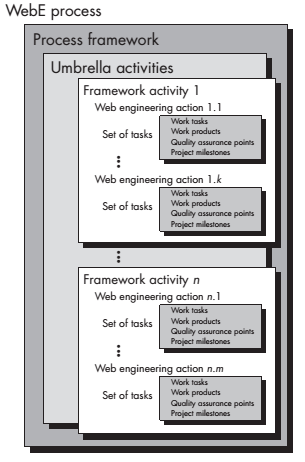 WebE process
Process framework
Umbrella activities
Framework activity 1
Web engineering action 1.1
Set of tasks
Work tasks
Work products
Quality assurance points
Project milestones
Web engineering action 1.k
Set of tasks
Work tasks
Work products
Quality assurance points
Project milestones
Framework activity n
Web engineering action n.1
Set of tasks
Work tasks
Work products
Quality assurance points
Project milestones
Web engineering action n.m
Set of tasks
Work tasks
Work products
Quality assurance points
Project milestones